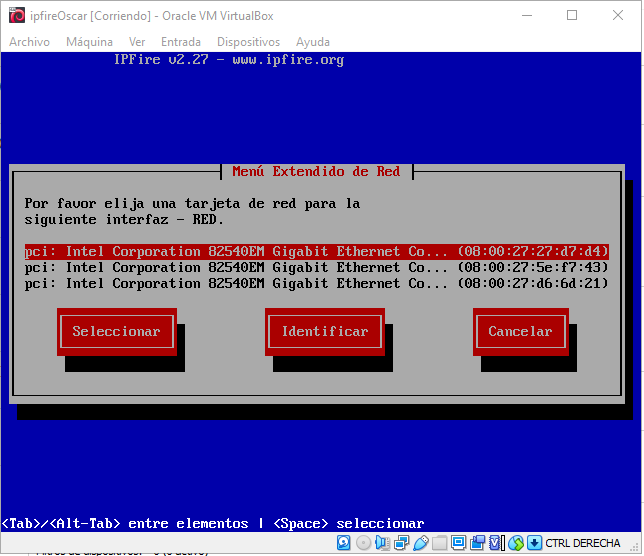 ipfireOscar [Corriendo] - Oracle VM VirtualBox
Archivo Máquina Ver Entrada Dispositivos Ayuda
IPFire v2.27 - www.ipfire.org
Menú Extendido de Red
Por favor elija una tarjeta de red para la
siguiente interfaz - RED.
pci: Intel Corporation 82540EM Gigabit Ethernet Co... (08:00:27:27:d7:d4)
pci: Intel Corporation 82540EM Gigabit Ethernet Co... (08:00:27:5e:f7:43)
pci: Intel Corporation 82540EM Gigabit Ethernet Co... (08:00:27:d6:6d:21)
Seleccionar Identificar Cancelar
<Tab>/<Alt-Tab> entre elementos | <Space> seleccionar
CTRL DERECHA